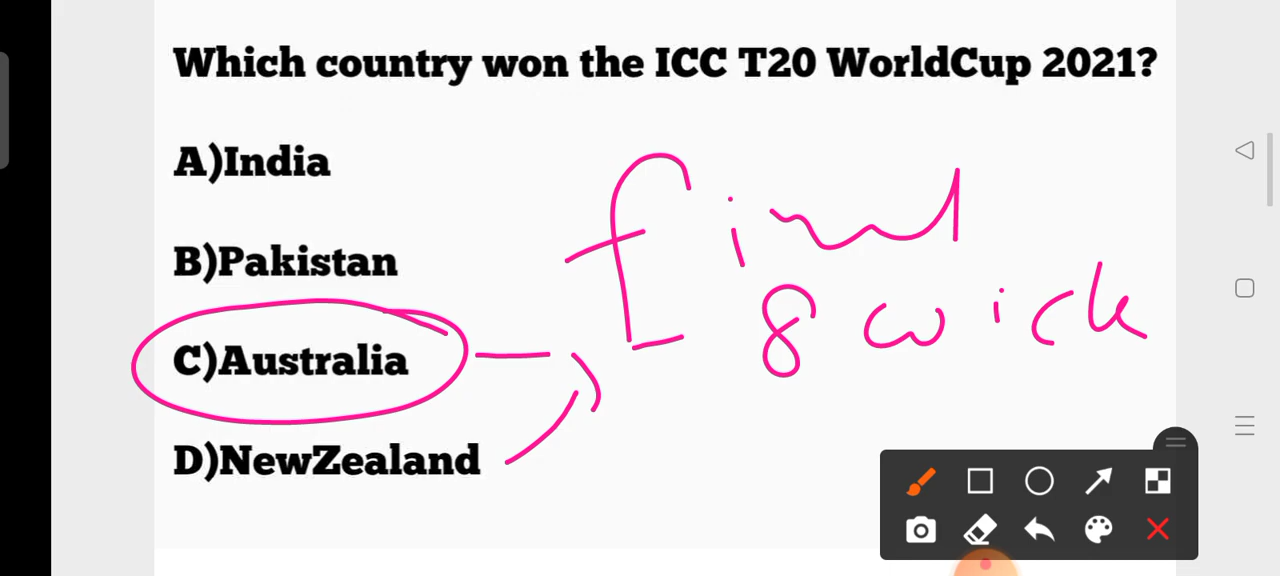 Which country won the ICC T20 WorldCup 2021?
A)India
B)Pakistan
C)Australia
D)NewZealand
final
8 wick